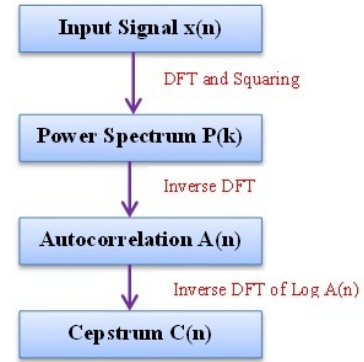 Input Signal x(n)
DFT and Squaring
Power Spectrum P(k)
Inverse DFT
Autocorrelation A(n)
Inverse DFT of Log A(n)
Cepstrum C(n)